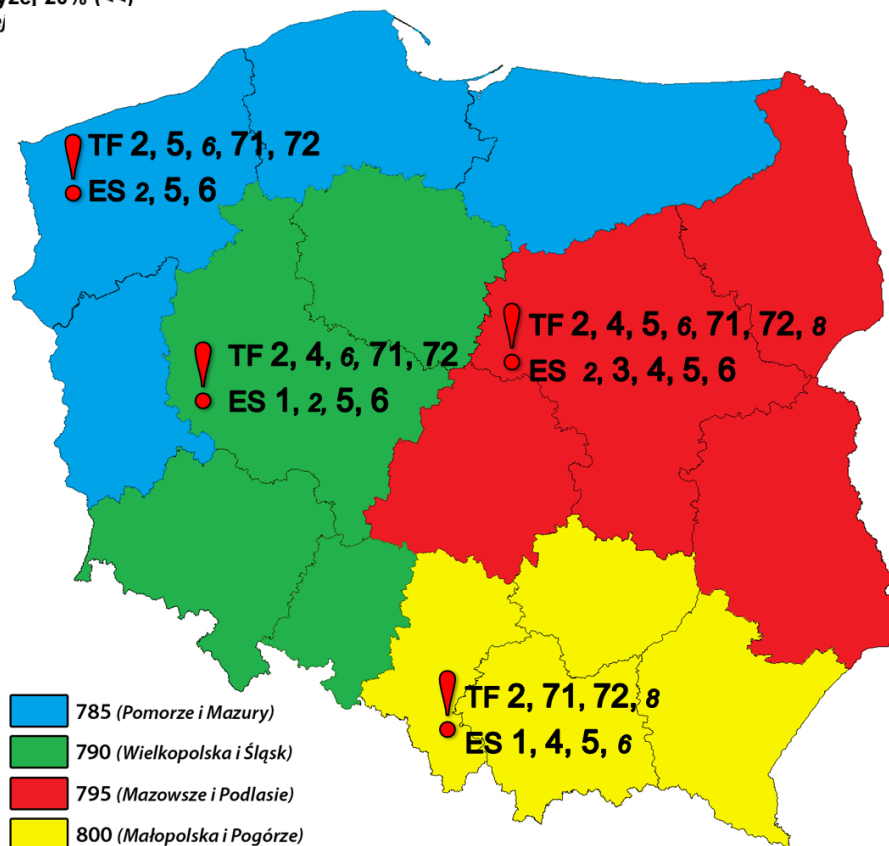 20% (<<)
TF 2, 5, 6, 71, 72
ES 2, 5, 6
TF 2, 4, 5, 6, 71, 72, 8
ES 2, 3, 4, 5, 6
TF 2, 4, 6, 71, 72
ES 1, 2, 5, 6
TF 2, 71, 72, 8
ES 1, 4, 5, 6
785 (Pomorze i Mazury)
790 (Wielkopolska i Śląsk)
795 (Mazowsze i Podlasie)
800 (Małopolska i Pogórze)